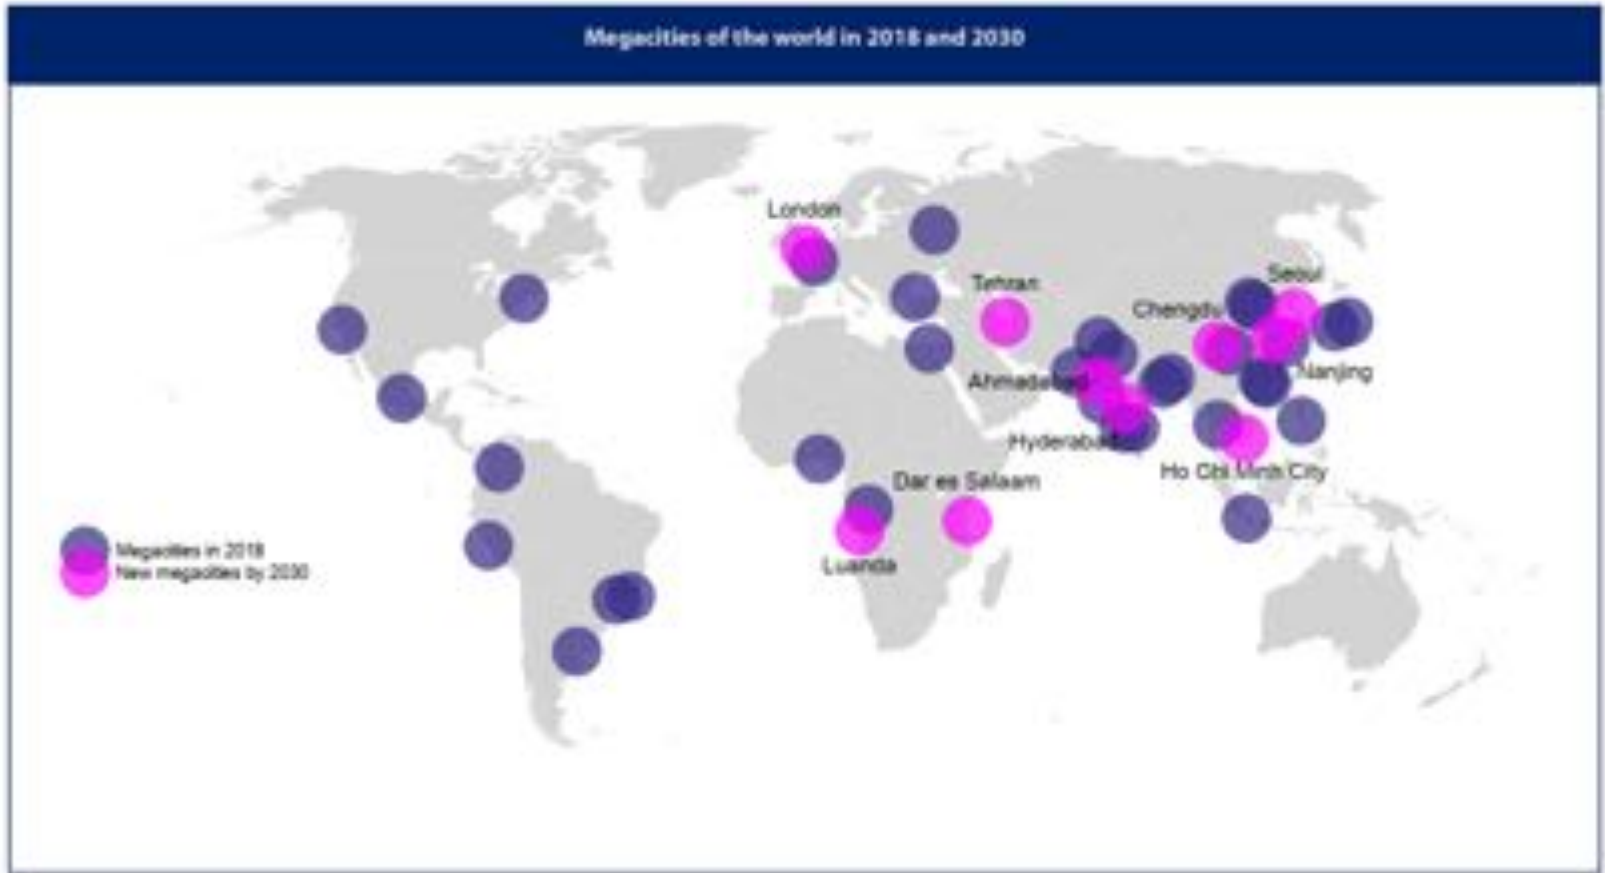 Megacities of the world in 2018 and 2030
London
Tehran
Seoul
Chengdu
Nanjing
Ahmadabad
Hyderabad
Ho Chi Minh City
Dar es Salaam
Luanda
Megacities in 2018
New megacities by 2030